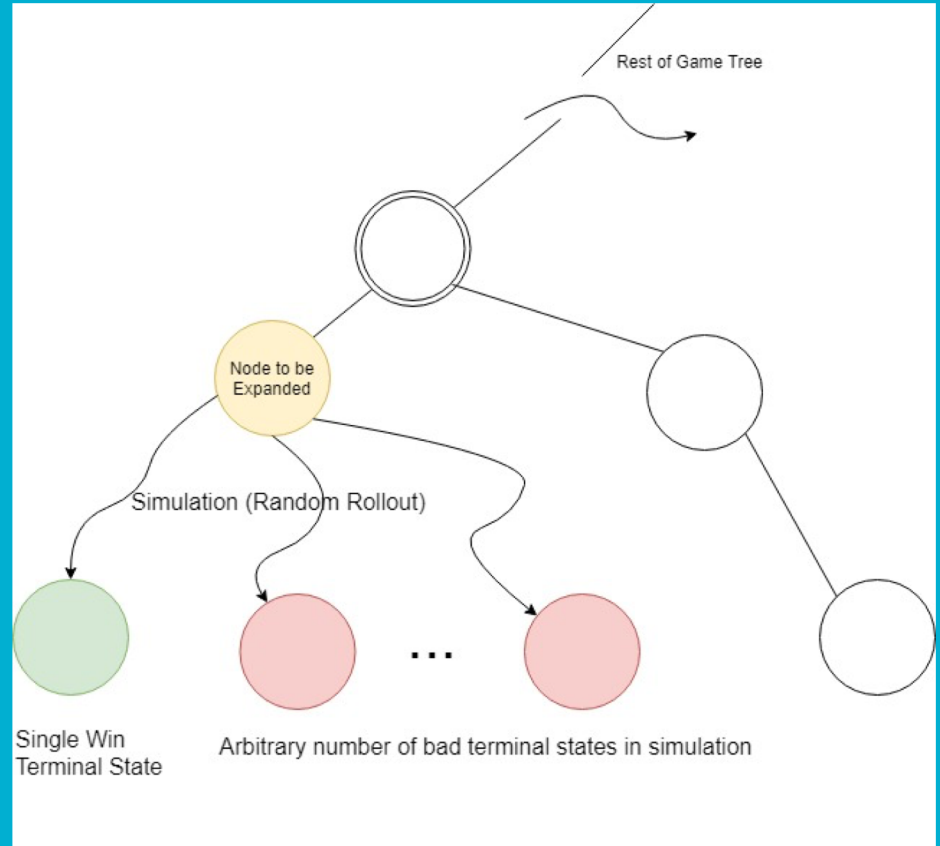 Rest of Game Tree
Node to be
Expanded
Simulation (Random Rollout)
...
Single Win
Terminal State
Arbitrary number of bad terminal states in simulation